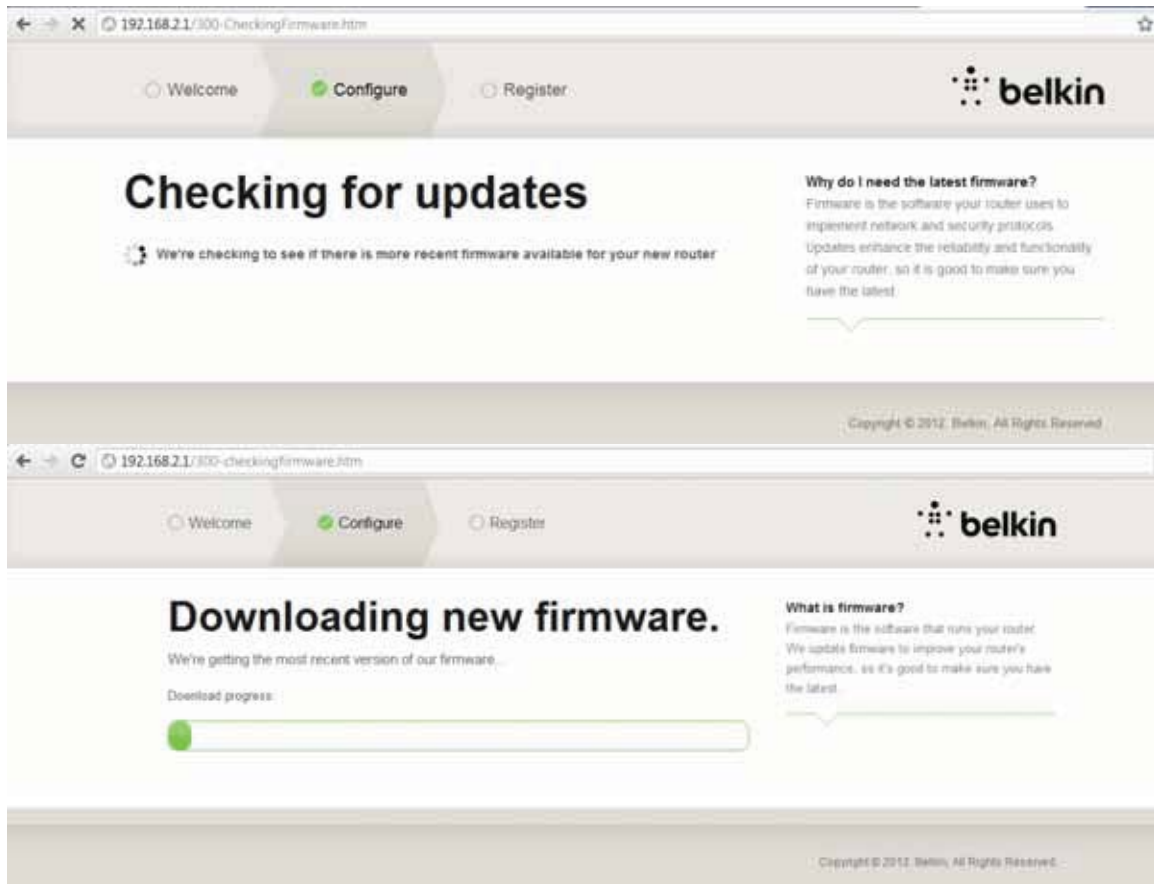 192.168.2.1/300-CheckingFirmware.htm
Welcome
Configure
Register
belkin
Checking for updates
We're checking to see if there is more recent firmware available for your new router
Why do I need the latest firmware?
Firmware is the software your router uses to
implement network and security protocols.
Updates enhance the reliability and functionality
of your router, so it is good to make sure you
have the latest.
Copyright © 2012. Belkin, All Rights Reserved
192.168.2.1/300-checkingfirmware.htm
Welcome
Configure
Register
belkin
Downloading new firmware.
We're getting the most recent version of our firmware...
Download progress:
What is firmware?
Firmware is the software that runs your router.
We update firmware to improve your router's
performance, so it's good to make sure you have
the latest.
Copyright © 2012. Belkin, All Rights Reserved.